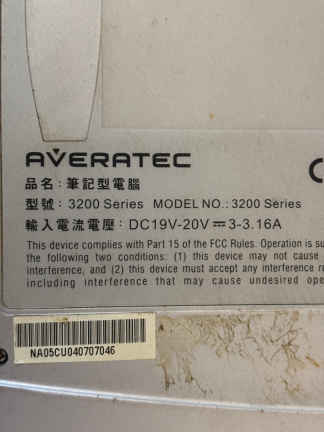 AVERATEC
品名：筆記型電腦
型號：3200 Series MODEL NO.: 3200 Series
輸入電流電壓：DC19V-20V⎓3-3.16A
This device complies with Part 15 of the FCC Rules. Operation is su
the following two conditions: (1) this device may not cause
interference, and (2) this device must accept any interference re
including interference that may cause undesired ope
NA05CU040707046